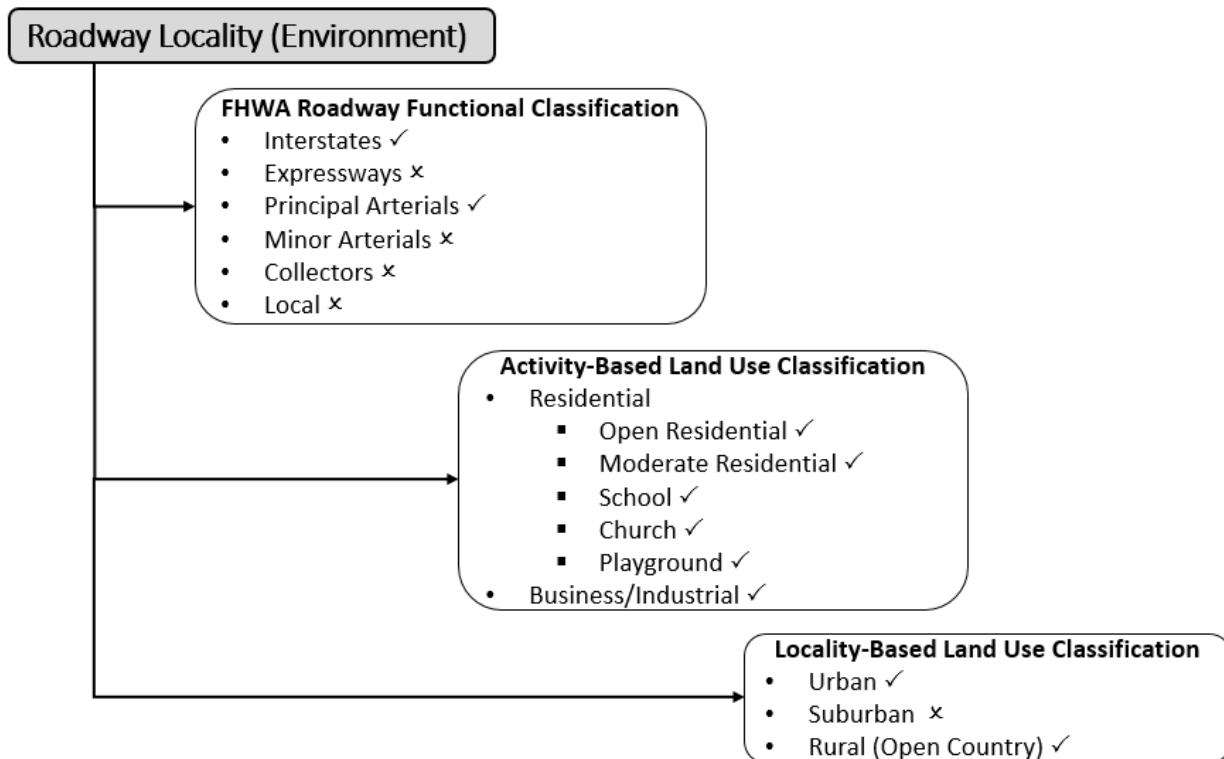 Roadway Locality (Environment)
FHWA Roadway Functional Classification
• Interstates ✓
• Expressways ×
• Principal Arterials ✓
• Minor Arterials ×
• Collectors ×
• Local ×
Activity-Based Land Use Classification
• Residential
▪ Open Residential ✓
▪ Moderate Residential ✓
▪ School ✓
▪ Church ✓
▪ Playground ✓
• Business/Industrial ✓
Locality-Based Land Use Classification
• Urban ✓
• Suburban ×
• Rural (Open Country) ✓